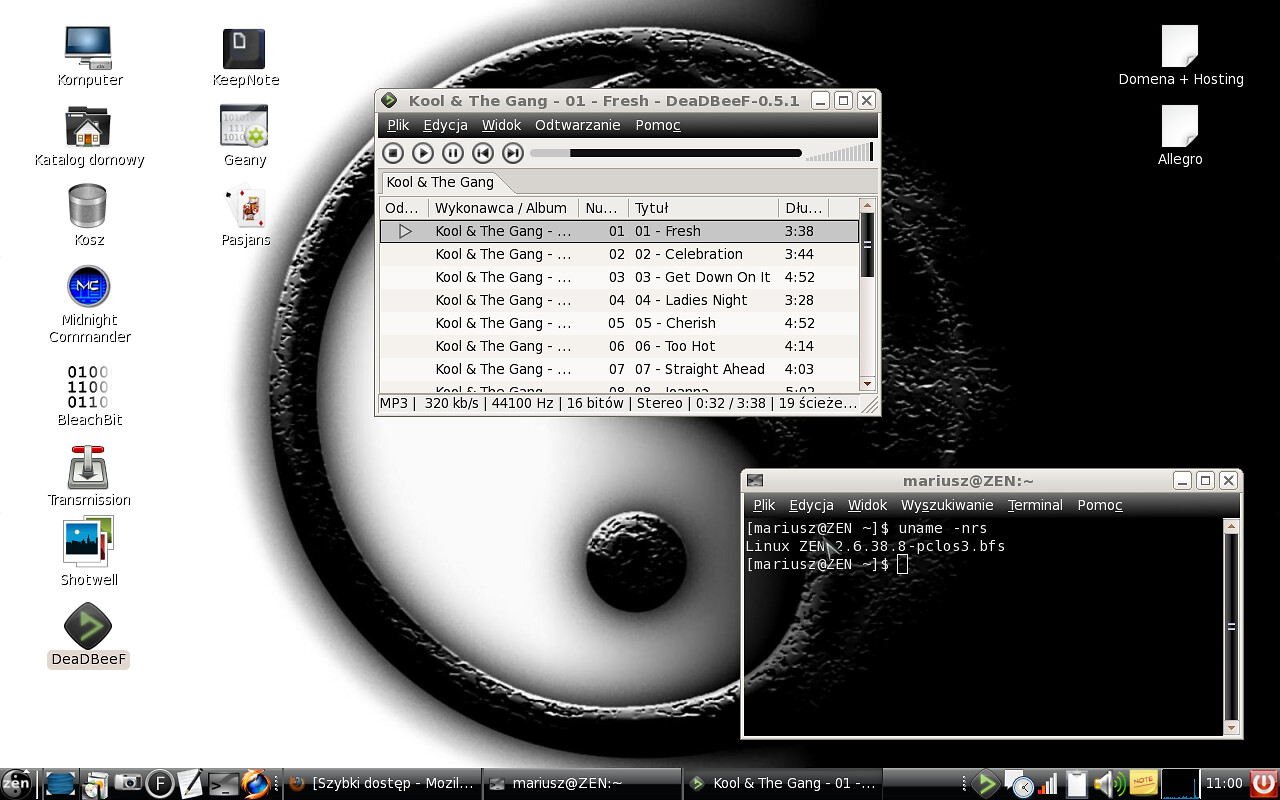 Komputer
KeepNote
Domena + Hosting
Katalog domowy
Geany
Allegro
Kosz
Pasjans
MC
Midnight
Commander
0100
1100
0110
BleachBit
Transmission
Shotwell
DeaDBeeF
Kool & The Gang - 01 - Fresh - DeaDBeeF-0.5.1
Plik Edycja Widok Odtwarzanie Pomoc
Kool & The Gang
Od... Wykonawca / Album Nu... Tytuł Dłu...
Kool & The Gang - ... 01 01 - Fresh 3:38
Kool & The Gang - ... 02 02 - Celebration 3:44
Kool & The Gang - ... 03 03 - Get Down On It 4:52
Kool & The Gang - ... 04 04 - Ladies Night 3:28
Kool & The Gang - ... 05 05 - Cherish 4:52
Kool & The Gang - ... 06 06 - Too Hot 4:14
Kool & The Gang - ... 07 07 - Straight Ahead 4:03
Kool & The Gang - ... 08 08 - Joanna 5:02
MP3 | 320 kb/s | 44100 Hz | 16 bitów | Stereo | 0:32 / 3:38 | 19 ścieże...
mariusz@ZEN:~
Plik Edycja Widok Wyszukiwanie Terminal Pomoc
[mariusz@ZEN ~]$ uname -nrs
Linux ZEN 2.6.38.8-pclos3.bfs
[mariusz@ZEN ~]$
zen F [Szybki dostęp - Mozil... mariusz@ZEN:~ Kool & The Gang - 01 -... NOTE 11:00